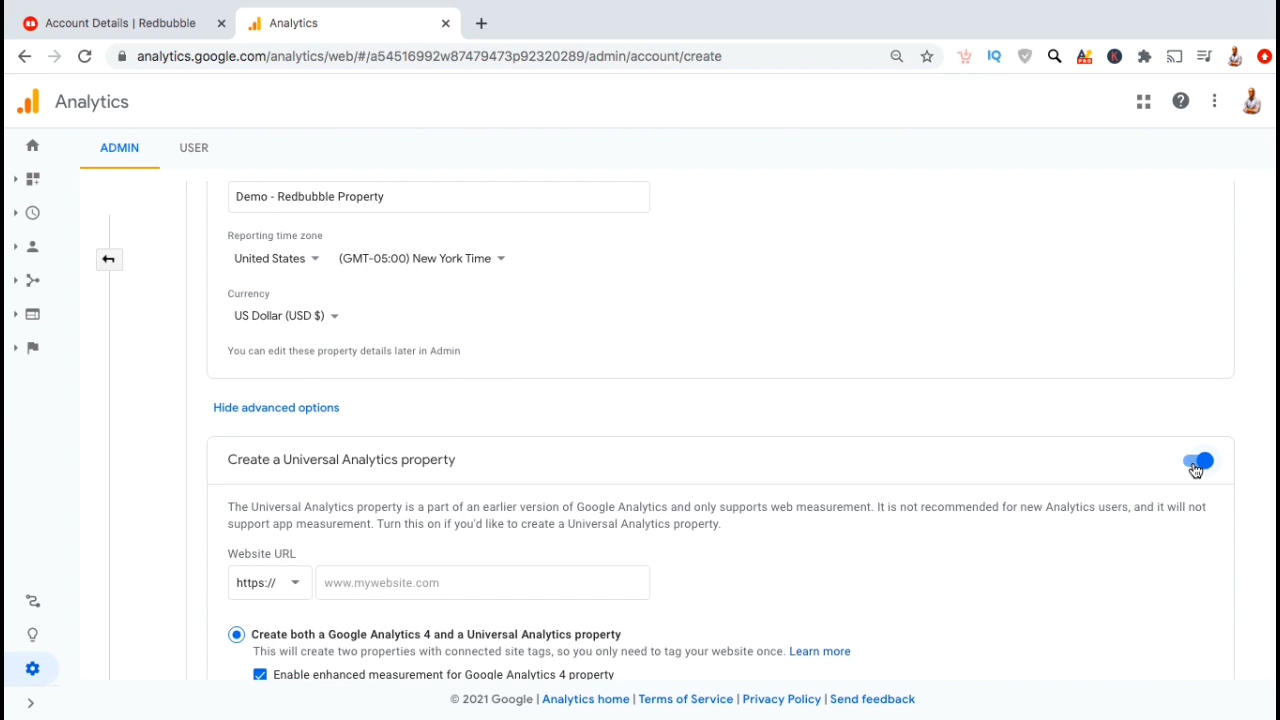 Account Details | Redbubble
Analytics
analytics.google.com/analytics/web/#/a54516992w87479473p92320289/admin/account/create
IQ
PRO
K
Analytics
ADMIN
USER
Demo - Redbubble Property
Reporting time zone
United States (GMT-05:00) New York Time
Currency
US Dollar (USD $)
You can edit these property details later in Admin
Hide advanced options
Create a Universal Analytics property
The Universal Analytics property is a part of an earlier version of Google Analytics and only supports web measurement. It is not recommended for new Analytics users, and it will not
support app measurement. Turn this on if you'd like to create a Universal Analytics property.
Website URL
https:// www.mywebsite.com
Create both a Google Analytics 4 and a Universal Analytics property
This will create two properties with connected site tags, so you only need to tag your website once. Learn more
Enable enhanced measurement for Google Analytics 4 property
© 2021 Google | Analytics home | Terms of Service | Privacy Policy | Send feedback